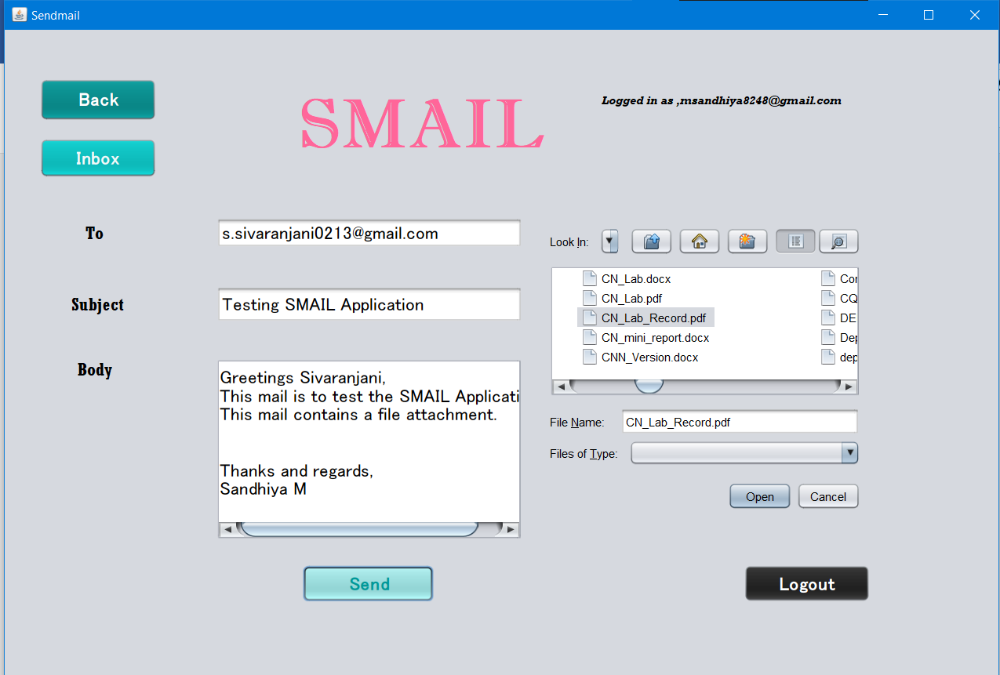 Sendmail
Back
SMAIL
Logged in as ,msandhiya8248@gmail.com
Inbox
To
s.sivaranjani0213@gmail.com
Look In:
CN_Lab.docx
CN_Lab.pdf
CN_Lab_Record.pdf
CN_mini_report.docx
CNN_Version.docx
Cor
CQ
DE
Dep
dep
Subject
Testing SMAIL Application
Body
Greetings Sivaranjani,
This mail is to test the SMAIL Applicati
This mail contains a file attachment.
Thanks and regards,
Sandhiya M
File Name:
CN_Lab_Record.pdf
Files of Type:
Open
Cancel
Send
Logout